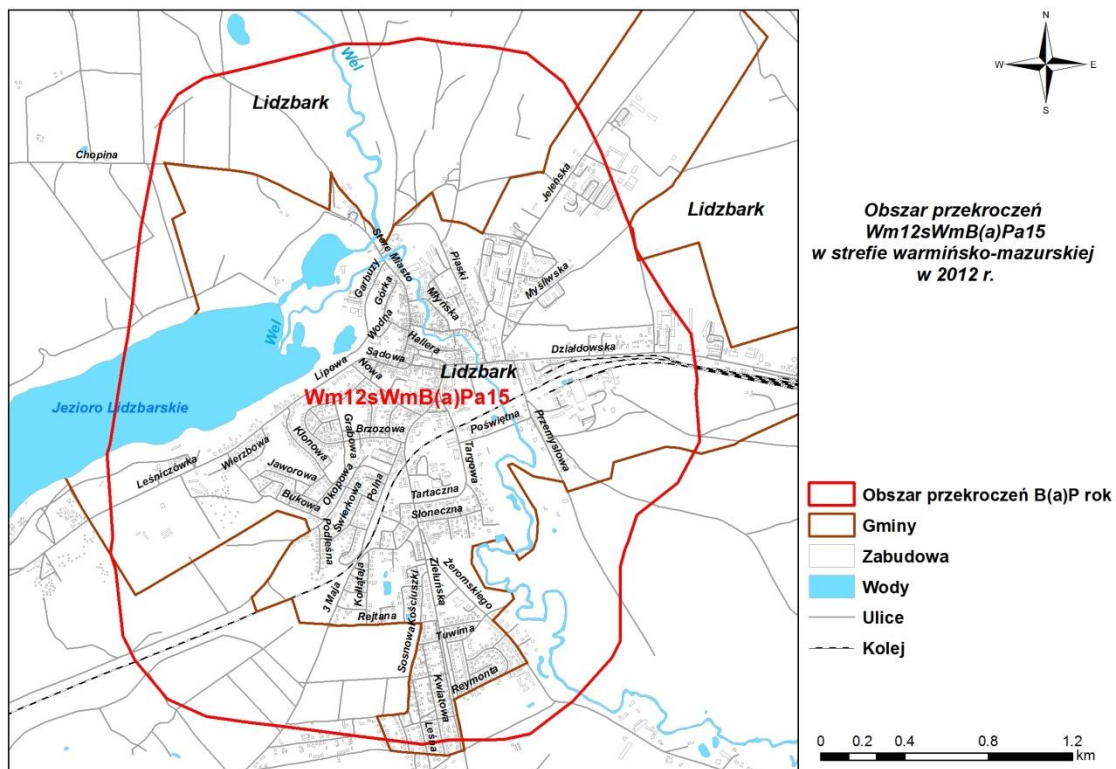 Wel
Lidzbark
Chopina
Jeleńska
Lidzbark
Stare Miasto
Piaski
Garbuzy
Górka
Myśliwska
Młyńska
Wodna
Wel
Hallera
Działdowska
Sądowa
Lipowa
Nowa
Lidzbark
Wm12sWmB(a)Pa15
Jezioro Lidzbarskie
Poświętna
Przemysłowa
Grabowa
Brzozowa
Klonowa
Wierzbowa
Targowa
Leśniczówka
Jaworowa
Okopowa
Polna
Bukowa
Świerkowa
Tartaczna
Słoneczna
Podleśna
Zieluńska
Żeromskiego
Kołłątaja
3 Maja
Kościuszki
Rejtana
Sosnowa
Tuwima
Reymonta
Kwiatowa
Leśna
N
W
E
S
Obszar przekroczeń
Wm12sWmB(a)Pa15
w strefie warmińsko-mazurskiej
w 2012 r.
Obszar przekroczeń B(a)P rok
Gminy
Zabudowa
Wody
Ulice
Kolej
0 0.2 0.4 0.8 1.2
km